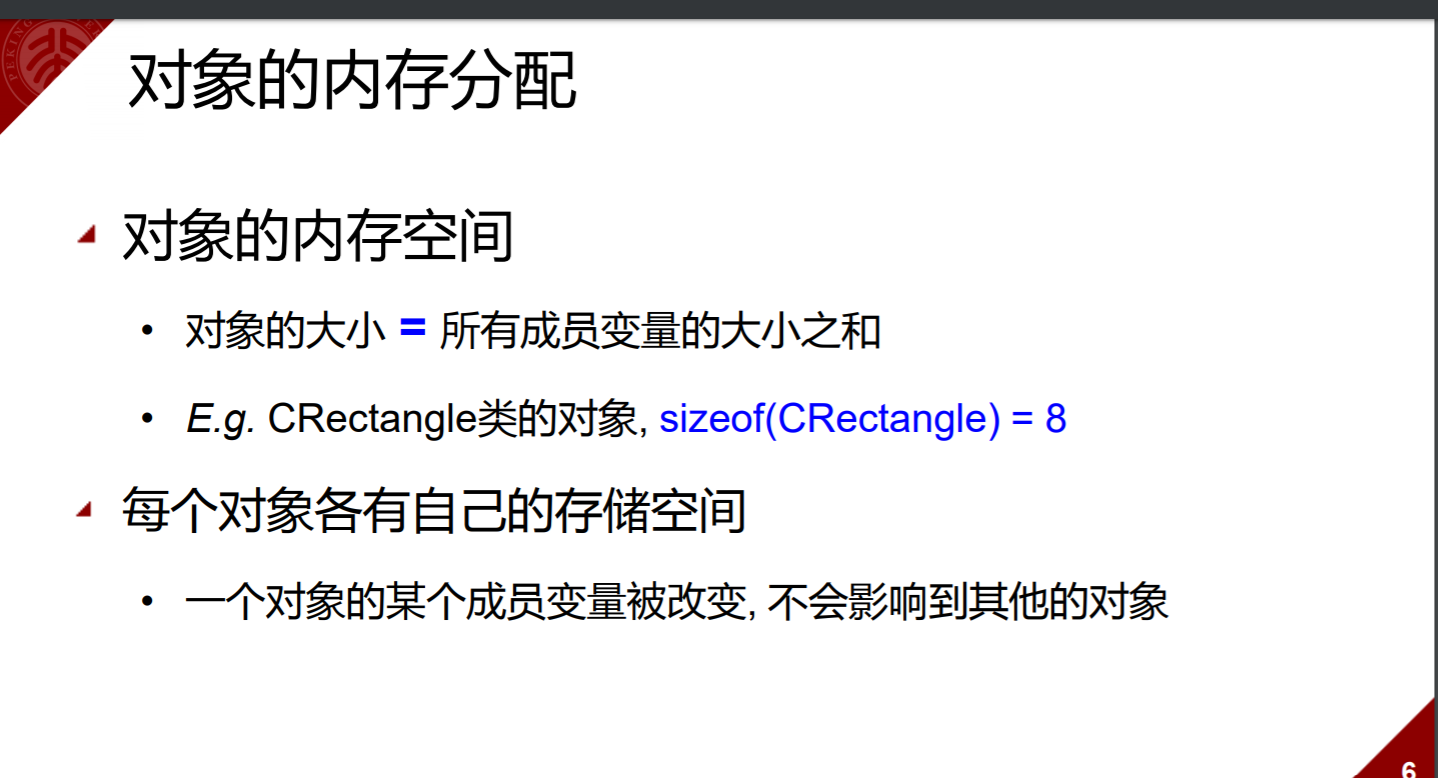 对象的内存分配
对象的内存空间
• 对象的大小 = 所有成员变量的大小之和
• E.g. CRectangle类的对象, sizeof(CRectangle) = 8
每个对象各有自己的存储空间
• 一个对象的某个成员变量被改变, 不会影响到其他的对象
6